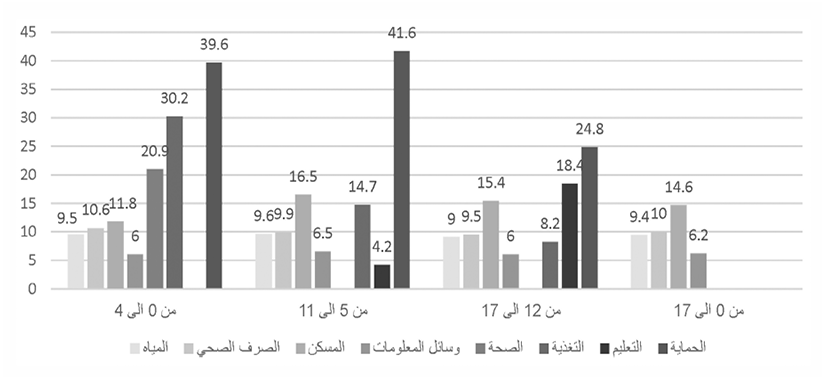 45
40
35
30
25
20
15
10
5
0
9.5 10.6 11.8 6 20.9 30.2 39.6
9.6 9.9 16.5 6.5 14.7 4.2 41.6
9 9.5 15.4 6 8.2 18.4 24.8
9.4 10 14.6 6.2
من 0 الى 4
من 5 الى 11
من 12 الى 17
من 0 الى 17
المياه
الصرف الصحي
المسكن
وسائل المعلومات
الصحة
التغذية
التعليم
الحماية